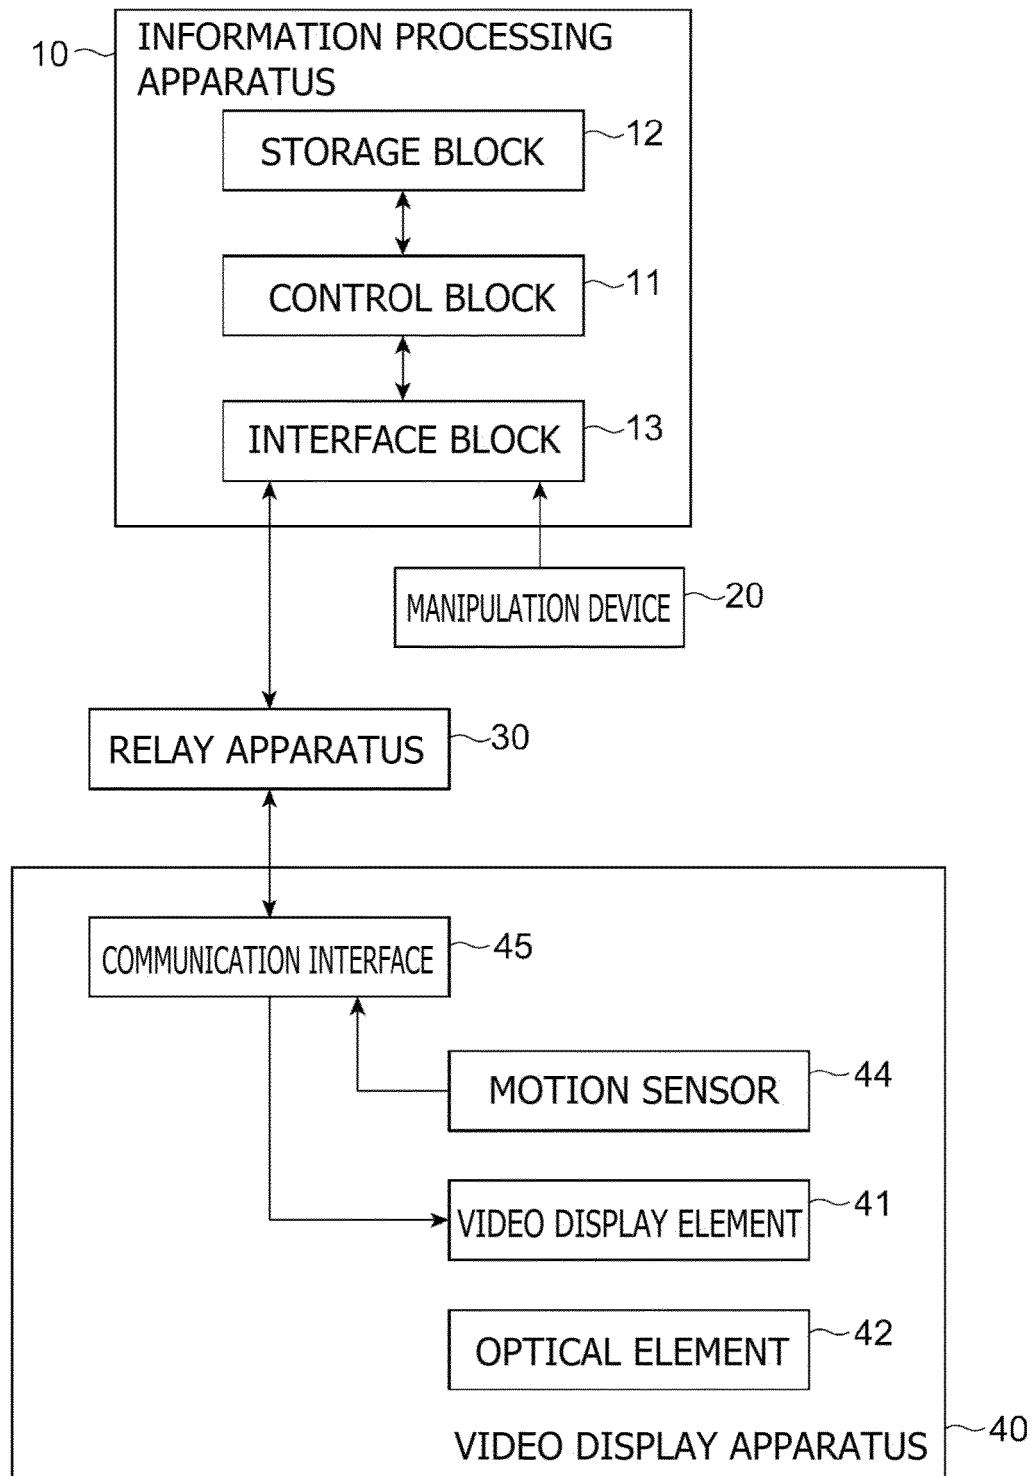 10
INFORMATION PROCESSING
APPARATUS
STORAGE BLOCK
12
CONTROL BLOCK
11
INTERFACE BLOCK
13
MANIPULATION DEVICE
20
RELAY APPARATUS
30
COMMUNICATION INTERFACE
45
MOTION SENSOR
44
VIDEO DISPLAY ELEMENT
41
OPTICAL ELEMENT
42
VIDEO DISPLAY APPARATUS
40